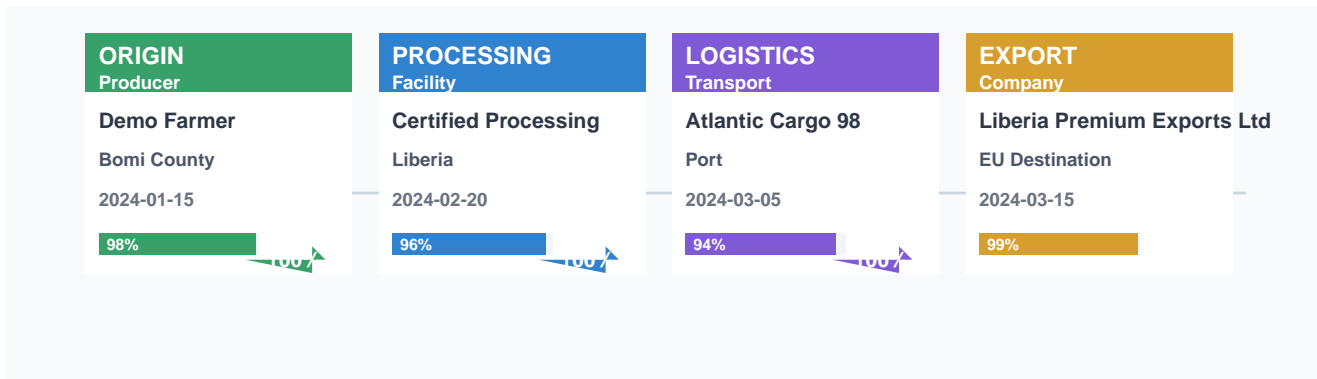 ORIGIN
Producer
Demo Farmer
Bomi County
2024-01-15
98%
PROCESSING
Facility
Certified Processing
Liberia
2024-02-20
96%
LOGISTICS
Transport
Atlantic Cargo 98
Port
2024-03-05
94%
EXPORT
Company
Liberia Premium Exports Ltd
EU Destination
2024-03-15
99%